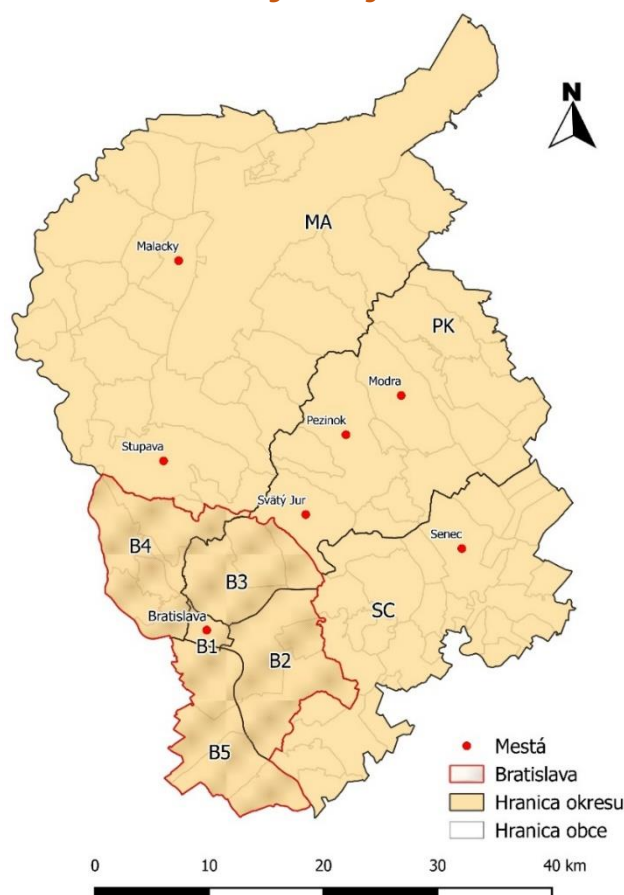 N
MA
Malacky
PK
Modra
Pezinok
Stupava
Svätý Jur
Senec
B4
B3
SC
Bratislava
B1
B2
B5
Mestá
Bratislava
Hranica okresu
Hranica obce
0 10 20 30 40 km